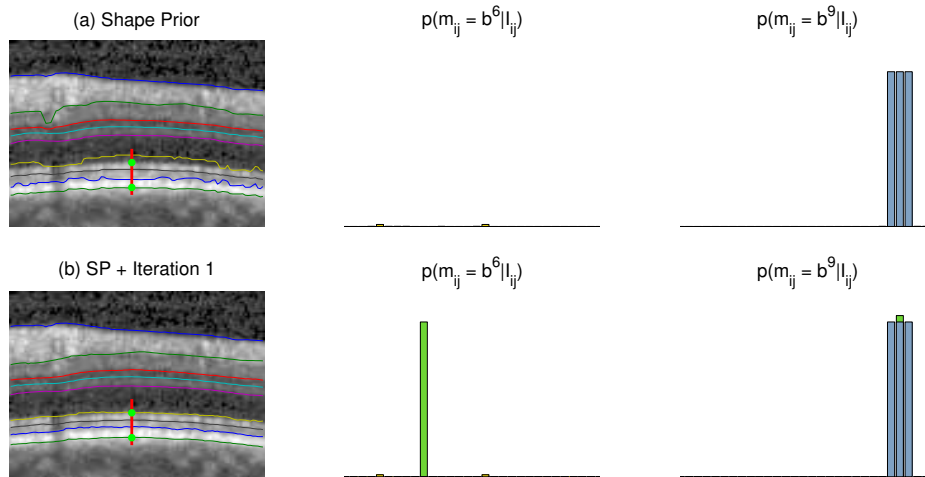 (a) Shape Prior
p(m_ij = b^6|I_ij)
p(m_ij = b^9|I_ij)
(b) SP + Iteration 1
p(m_ij = b^6|I_ij)
p(m_ij = b^9|I_ij)